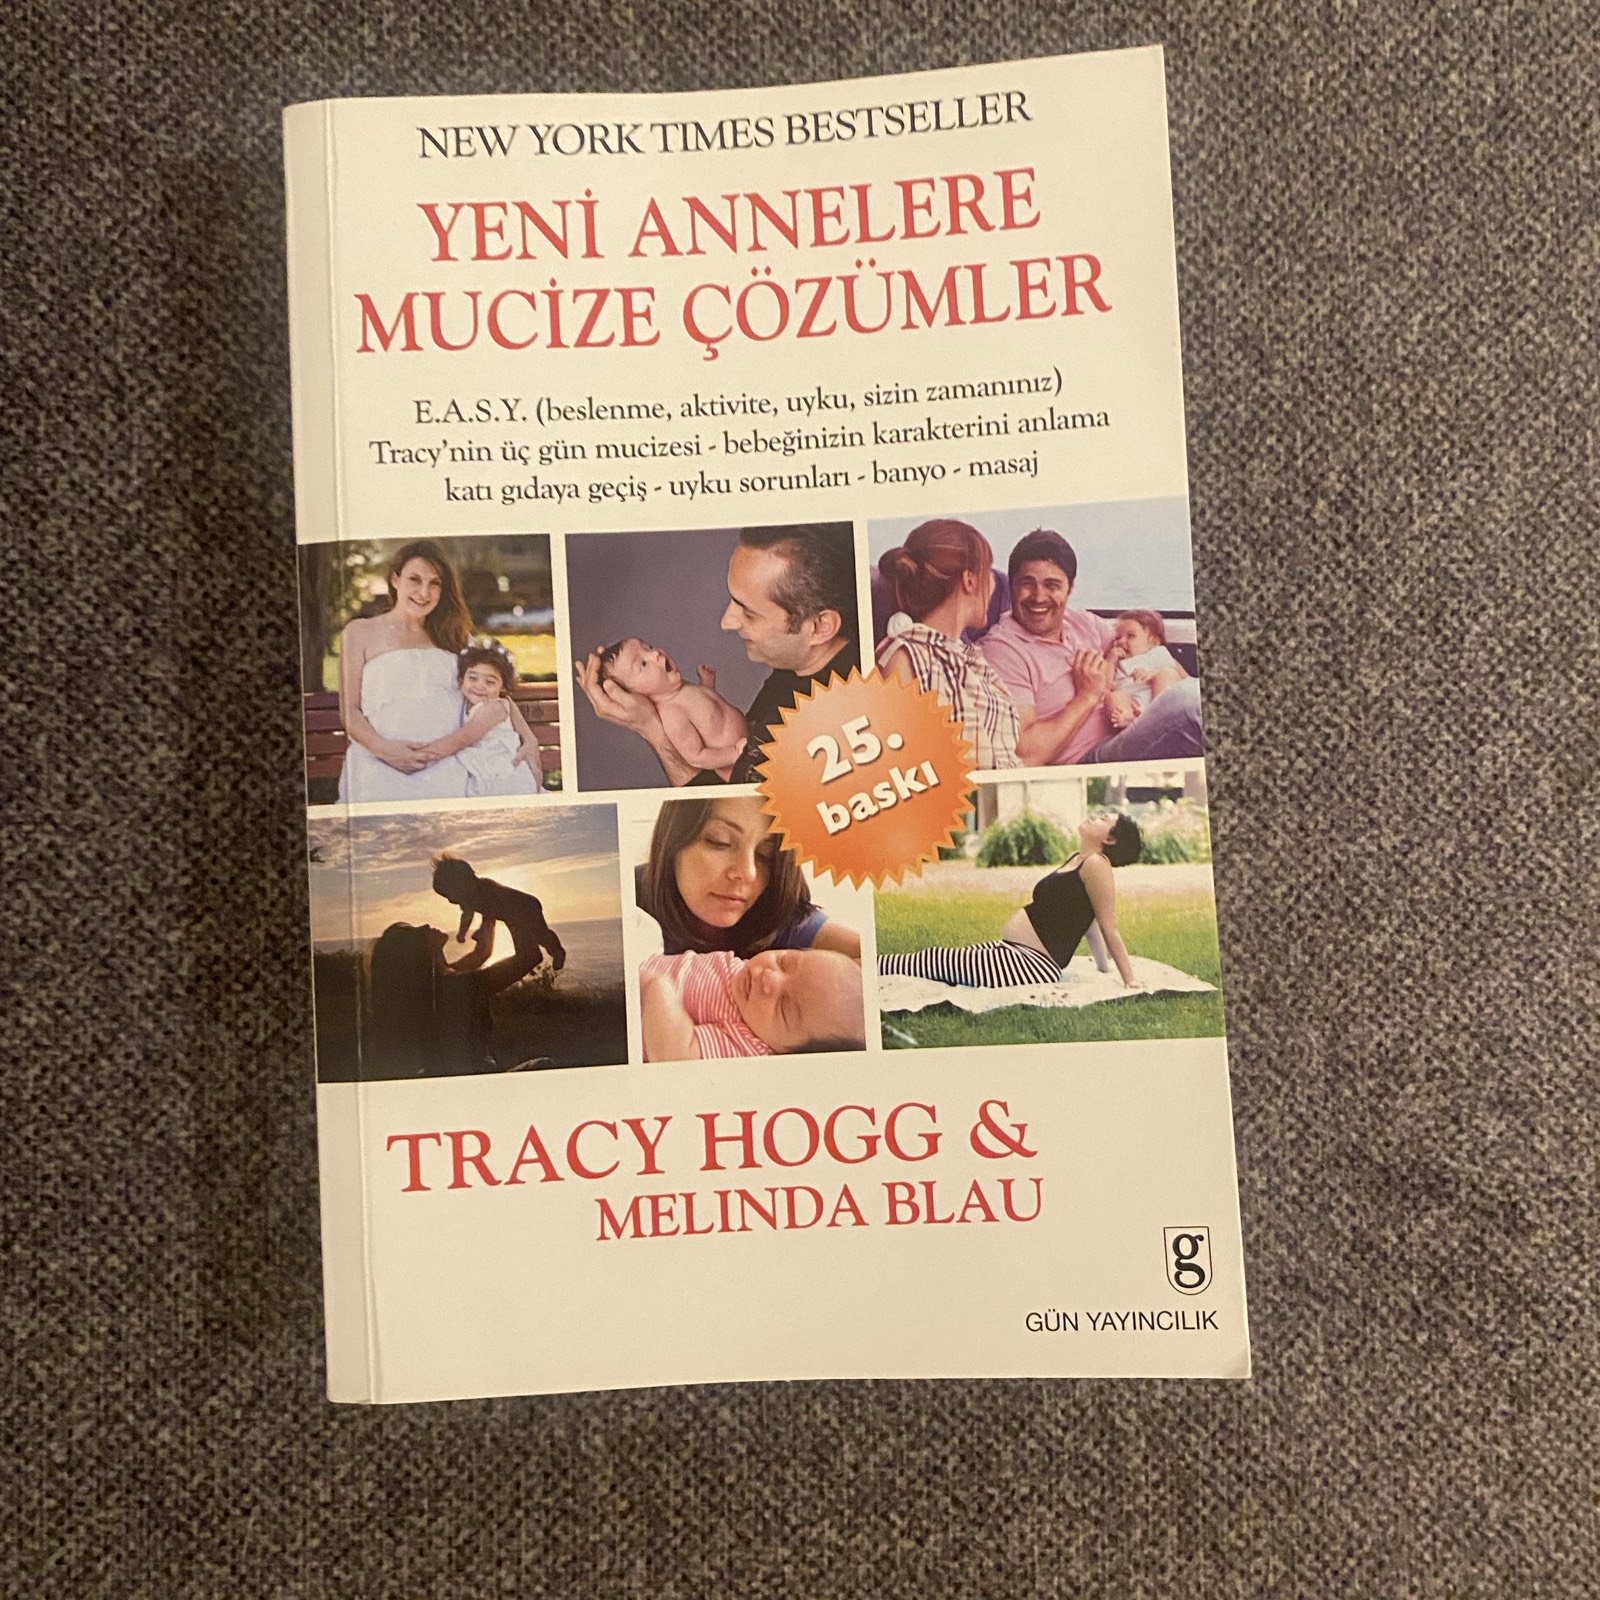 NEW YORK TIMES BESTSELLER
YENİ ANNELERE
MUCİZE ÇÖZÜMLER
E.A.S.Y. (beslenme, aktivite, uyku, sizin zamanınız)
Tracy'nin üç gün mucizesi - bebeğinizin karakterini anlama
katı gıdaya geçiş - uyku sorunları - banyo - masaj
25.
baskı
TRACY HOGG &
MELINDA BLAU
g
GÜN YAYINCILIK